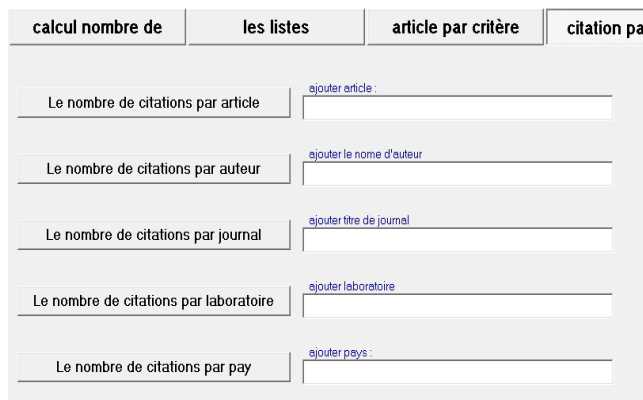 calcul nombre de
les listes
article par critère
citation pa
ajouter article :
Le nombre de citations par article
ajouter le nome d'auteur
Le nombre de citations par auteur
ajouter titre de journal
Le nombre de citations par journal
ajouter laboratoire
Le nombre de citations par laboratoire
ajouter pays :
Le nombre de citations par pay